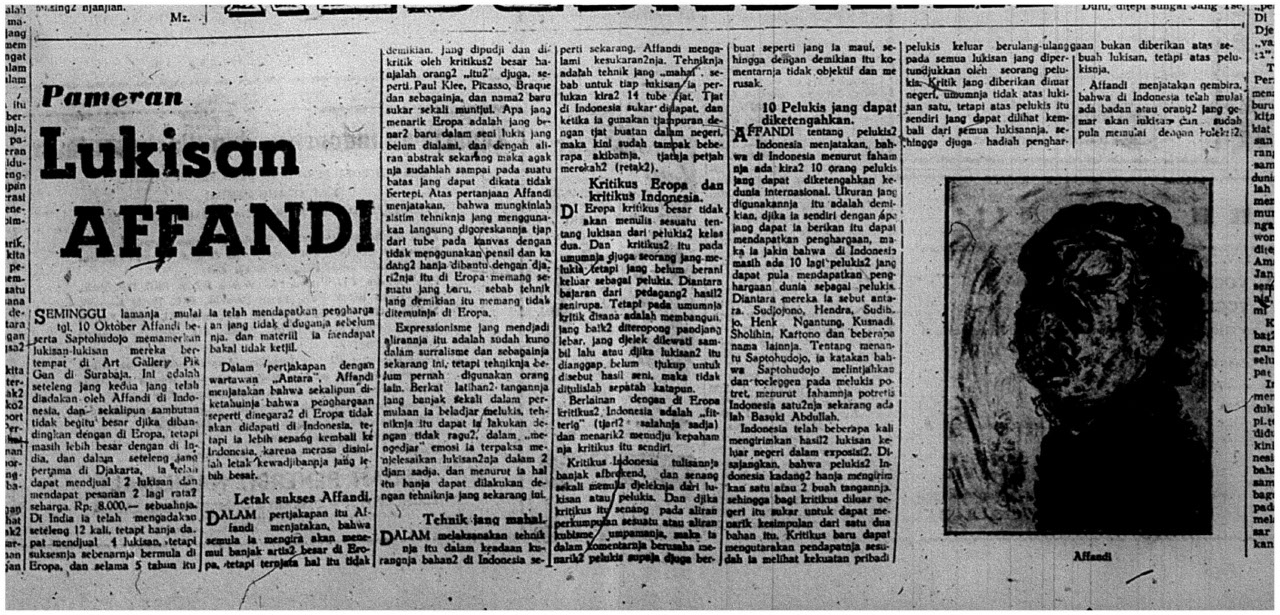 Mz.
Pameran
Lukisan
AFFANDI
SEMINGGU lamanja mulai
tgl. 10 Oktober Affandi be-
serta Saptohudojo memamerkan
lukisan-lukisan mereka ber-
tempat di Art Gallery Pik
Gan di Surabaja. Ini adalah
seteleng jang kedua jang telah
diadakan oleh Affandi di Indo-
nesia, dan sekalipun sambutan
tidak begitu besar djika diban-
dingkan dengan di Eropa, tetapi
masih lebih besar dengan di In-
dia, dan dalam seteleng jang
pertama di Djakarta, ia telah
dapat mendjual 2 lukisan dan
mendapat pesanan 2 lagi rata2
seharga Rp. 8.000,— sebuahnja.
Di India ia telah mengadakan
seteleng 12 kali, tetapi hanja da-
pat mendjual 4 lukisan, tetapi
suksesnja sebenarnja bermula di
Eropa, dan selama 5 tahun itu
ia telah mendapatkan pengharga
an jang tidak diduganja sebelum
nja, dan materiil ia mendapat
bakal tidak ketjil.
Dalam pertjakapan dengan
wartawan „Antara", Affandi
menjatakan bahwa sekalipun di-
ketahuinja bahwa penghargaan
seperti dinegara2 di Eropa tidak
akan didapati di Indonesia, te-
tapi ia lebih senang kembali ke
Indonesia, karena merasa disini-
lah letak kewadjibannja jang le-
bih besar.
Letak sukses Affandi.
DALAM pertjakapan itu Af-
fandi menjatakan, bahwa
semula ia mengira akan mene-
mui banjak artis2 besar di Ero-
pa, tetapi ternjata hal itu tidak
demikian, jang dipudji dan di-
kritik oleh kritikus2 besar ha-
njalah orang2 „itu2" djuga, se-
perti Paul Klee, Picasso, Braque
dan sebagainja, dan nama2 baru
sukar sekali muntjul. Apa jang
menarik Eropa adalah jang be-
nar2 baru dalam seni lukis jang
belum dialami, dan dengan ali-
ran abstrak sekarang maka agak
nja sudahlah sampai pada suatu
batas jang dapat dikata tidak
bertepi. Atas pertanjaan Affandi
menjatakan, bahwa mungkinlah
sistim tehniknja jang mengguna-
kan langsung digoreskannja tjap
dari tube pada kanvas dengan
tidak menggunakan pensil dan ka
dang2 hanja dibantu dengan dja-
ri2nja itu di Eropa memang se-
suatu jang baru, sebab tehnik
jang demikian itu memang tidak
ditemuinja di Eropa.
Expressionisme jang mendjadi
alirannja itu adalah sudah kuno
dalam surralisme dan sebagainja
sekarang ini, tetapi tehniknja be-
lum pernah digunakan orang
lain. Berkat latihan2 tangannja
jang banjak sekali dalam per-
mulaan ia beladjar melukis, teh-
niknja itu dapat ia lakukan de-
ngan tidak ragu2, dalam „me-
ngedjar" emosi ia terpaksa me-
njelesaikan lukisan2nja dalam 2
djam sadja, dan menurut ia hal
itu hanja dapat dilakukan de-
ngan tehniknja jang sekarang ini.
Tehnik jang mahal.
DALAM melaksanakan tehnik
nja itu dalam keadaan ku-
rangnja bahan2 di Indonesia se-
perti sekarang, Affandi menga-
lami kesukaran2nja. Tehniknja
adalah tehnik jang „mahal", se-
bab untuk tiap lukisan ia per-
lukan kira2 14 tube tjat. Tjat
di Indonesia sukar didapat, dan
ketika ia gunakan tjampuran de-
ngan tjat buatan dalam negeri,
maka kini sudah tampak bebe-
rapa akibatnja, tjatnja petjah
merekah2 (retak2).
Kritikus Eropa dan
kritikus Indonesia.
DI Eropa kritikus besar tidak
akan menulis sesuatu ten-
tang lukisan dari pelukis2 kelas
dua. Dan kritikus2 itu pada
umumnja djuga seorang jang me-
lukis, tetapi jang belum berani
keluar sebagai pelukis. Diantara
bajaran dari pedagang2 hasil2
senirupa. Tetapi pada umumnja
kritik disana adalah membangun,
jang baik2 diteropong pandjang
lebar, jang djelek dilewati sam-
bil lalu atau djika lukisan2 itu
dianggap belum tjukup untuk
disebut hasil seni, maka tidak
ditulislah sepatah katapun.
Berlainan dengan di Eropa
kritikus2 Indonesia adalah „fit-
terig" (tjari2 salahnja sadja)
dan menarik2 menudju kepaham
nja kritikus itu sendiri.
Kritikus Indonesia tulisannja
banjak afbrekend, dan senang
sekali menulis djeleknja dari lu-
kisan atau pelukis. Dan djika
kritikus itu senang pada aliran
perkumpulan sesuatu atau aliran
kubisme, umpamanja, maka ia
dalam komentarnja berusaha me-
narik2 pelukis supaja djuga ber-
buat seperti jang ia maui, se-
hingga dengan demikian itu ko-
mentarnja tidak objektif dan me
rusak.
10 Pelukis jang dapat
diketengahkan.
AFFANDI tentang pelukis2
Indonesia menjatakan, bah-
wa di Indonesia menurut faham
nja ada kira2 10 orang pelukis
jang dapat diketengahkan ke-
dunia internasional. Ukuran jang
digunakannja itu adalah demi-
kian, djika ia sendiri dengan apa
jang dapat ia berikan itu dapat
mendapatkan penghargaan, ma-
ka ia jakin bahwa di Indonesia
masih ada 10 lagi pelukis2 jang
dapat pula mendapatkan peng-
hargaan dunia sebagai pelukis.
Diantara mereka ia sebut anta-
ra. Sudjojono, Hendra, Sudib-
jo, Henk Ngantung, Kusnadi,
Sholihin, Kartono dan beberapa
nama lainnja. Tentang menan-
tu Saptohudojo, ia katakan bah-
wa Saptohudojo melintjahkan
dan toeleggen pada melukis po-
tret, menurut fahamnja potretis
Indonesia satu2nja sekarang ada
lah Basuki Abdullah.
Indonesia telah beberapa kali
mengirimkan hasil2 lukisan ke-
luar negeri dalam exposisi2. Di-
sajangkan, bahwa pelukis2 In-
donesia kadang2 hanja mengirim
kan satu atau 2 buah tangannja,
sehingga bagi kritikus diluar ne-
geri itu sukar untuk dapat me-
narik kesimpulan dari satu dua
bahan itu. Kritikus baru dapat
mengutarakan pendapatnja sesu-
dah ia melihat kekuatan pribadi
pelukis keluar berulang-ulang
pada semua lukisan jang diper-
tundjukkan oleh seorang pelu-
kis. Kritik jang diberikan diluar
negeri, umumnja tidak atas luki-
san satu, tetapi atas pelukis itu
sendiri jang dapat dilihat kem-
bali dari semua lukisannja, se-
hingga djuga hadiah penghar-
gaan bukan diberikan atas se-
buah lukisan, tetapi atas pelu-
kisnja.
Affandi menjatakan gembira,
bahwa di Indonesia telah mulai
ada badan atau orang2 jang ge-
mar akan lukisan dan sudah
pula memulai dengan koleksi2.
Affandi